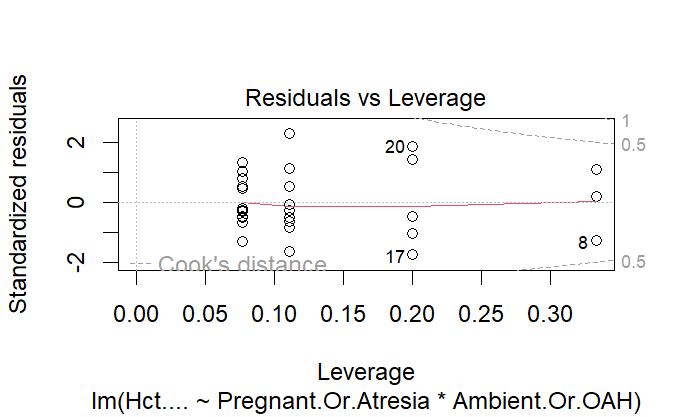 Residuals vs Leverage
Standardized residuals
2
0
-2
1
0.5
0.5
20
17
8
Cook's distance
0.00 0.05 0.10 0.15 0.20 0.25 0.30
Leverage
lm(Hct.... ~ Pregnant.Or.Atresia * Ambient.Or.OAH)